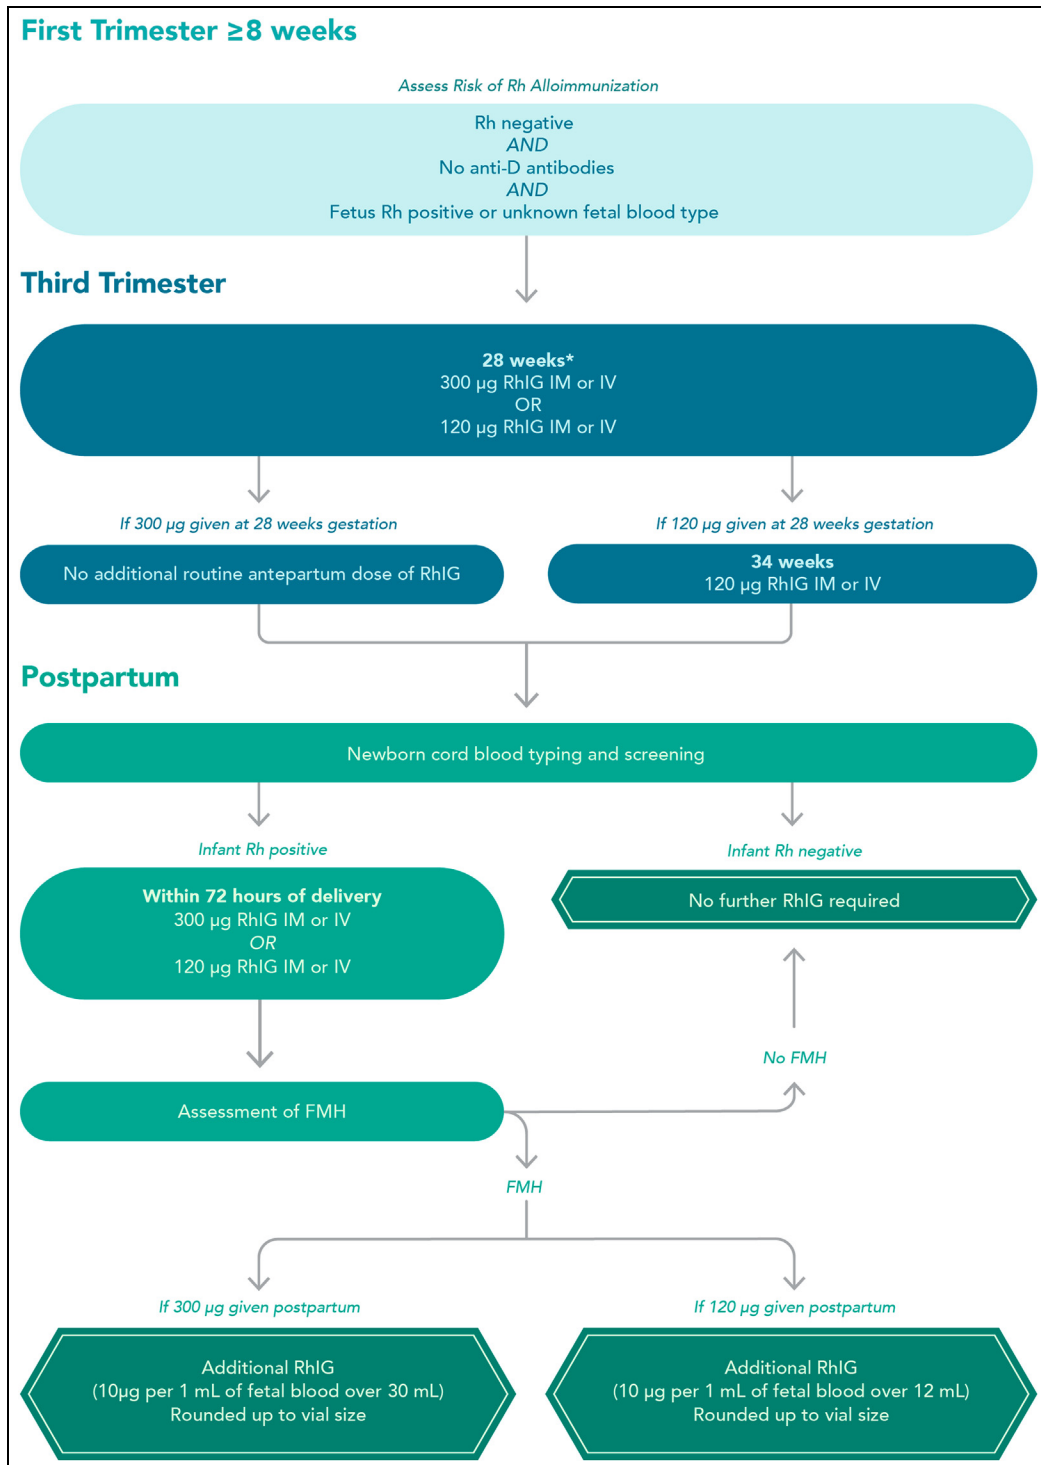 First Trimester ≥8 weeks
Assess Risk of Rh Alloimmunization
Rh negative
AND
No anti-D antibodies
AND
Fetus Rh positive or unknown fetal blood type
Third Trimester
28 weeks*
300 µg RhIG IM or IV
OR
120 µg RhIG IM or IV
If 300 µg given at 28 weeks gestation
No additional routine antepartum dose of RhIG
If 120 µg given at 28 weeks gestation
34 weeks
120 µg RhIG IM or IV
Postpartum
Newborn cord blood typing and screening
Infant Rh positive
Within 72 hours of delivery
300 µg RhIG IM or IV
OR
120 µg RhIG IM or IV
Infant Rh negative
No further RhIG required
No FMH
Assessment of FMH
FMH
If 300 µg given postpartum
Additional RhIG
(10µg per 1 mL of fetal blood over 30 mL)
Rounded up to vial size
If 120 µg given postpartum
Additional RhIG
(10 µg per 1 mL of fetal blood over 12 mL)
Rounded up to vial size